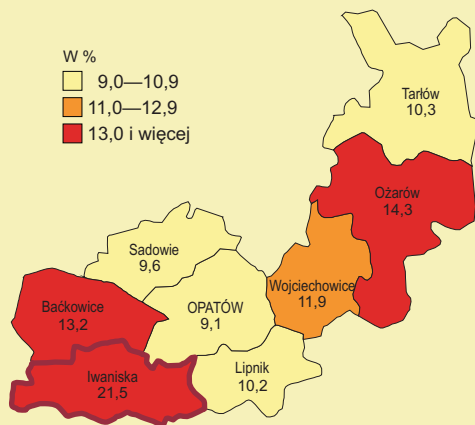 W %
9,0—10,9
11,0—12,9
13,0 i więcej
Tarłów
10,3
Ożarów
14,3
Sadowie
9,6
Wojciechowice
11,9
Baćkowice
13,2
OPATÓW
9,1
Iwaniska
21,5
Lipnik
10,2